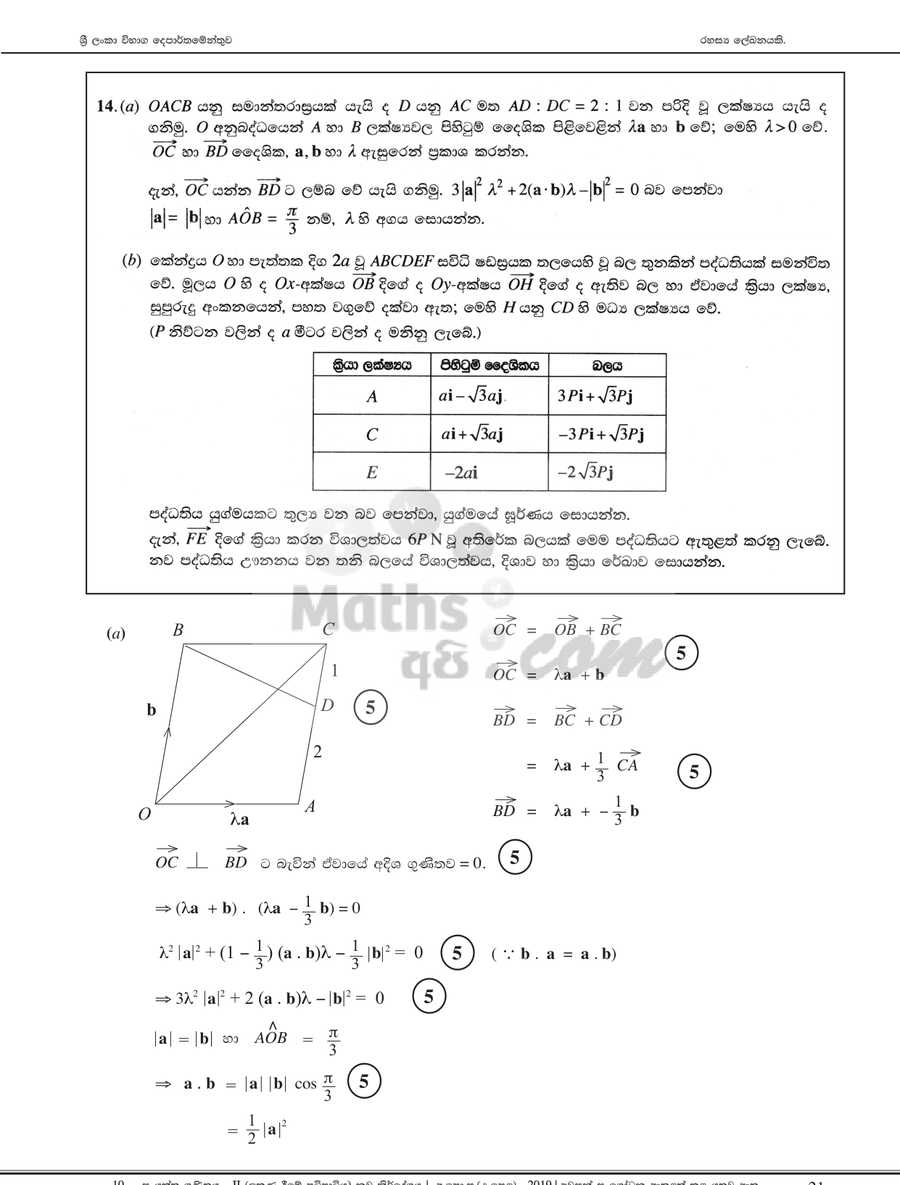 ශ්‍රී ලංකා විභාග දෙපාර්තමේන්තුව
රහස්‍ය ලේඛනයකි.
14. (a) OACB යනු සමාන්තරාස්‍රයක් යැයි ද D යනු AC මත AD : DC = 2 : 1 වන පරිදි වූ ලක්ෂ්‍යය යැයි ද
ගනිමු. O අනුබද්ධයෙන් A හා B ලක්ෂ්‍යවල පිහිටුම් දෛශික පිළිවෙළින් λa හා b වේ; මෙහි λ > 0 වේ.
OC→ හා BD→ දෛශික, a, b හා λ ඇසුරෙන් ප්‍රකාශ කරන්න.
දැන්, OC→ යන්න BD→ ට ලම්බ වේ යැයි ගනිමු. 3|a|² λ² + 2(a · b)λ – |b|² = 0 බව පෙන්වා
|a| = |b| හා AÔB = π/3 නම්, λ හි අගය සොයන්න.
(b) කේන්ද්‍රය O හා පැත්තක දිග 2a වූ ABCDEF සවිධි ෂඩස්‍රයක තලයෙහි වූ බල තුනකින් පද්ධතියක් සමන්විත
වේ. මූලය O හි ද Ox-අක්ෂය OB→ දිගේ ද Oy-අක්ෂය OH→ දිගේ ද ඇතිව බල හා ඒවායේ ක්‍රියා ලක්ෂ්‍ය,
සුපුරුදු අංකනයෙන්, පහත වගුවේ දක්වා ඇත; මෙහි H යනු CD හි මධ්‍ය ලක්ෂ්‍යය වේ.
(P නිව්ටන වලින් ද a මීටර වලින් ද මනිනු ලැබේ.)
ක්‍රියා ලක්ෂ්‍යය පිහිටුම් දෛශිකය බලය
A ai – √3aj 3Pi + √3Pj
C ai + √3aj –3Pi + √3Pj
E –2ai –2√3Pj
පද්ධතිය යුග්මයකට තුල්‍ය වන බව පෙන්වා, යුග්මයේ ඝූර්ණය සොයන්න.
දැන්, FE→ දිගේ ක්‍රියා කරන විශාලත්වය 6P N වූ අතිරේක බලයක් මෙම පද්ධතියට ඇතුළත් කරනු ලැබේ.
නව පද්ධතිය ඌනනය වන තනි බලයේ විශාලත්වය, දිශාව හා ක්‍රියා රේඛාව සොයන්න.
Maths
අපි .com
(a)
B C
1
D 5
b
2
O A
λa
OC→ = OB→ + BC→
5
OC→ = λa + b
BD→ = BC→ + CD→
= λa + 1/3 CA→ 5
BD→ = λa + – 1/3 b
OC→ ⊥ BD→ ට බැවින් ඒවායේ අදිශ ගුණිතව = 0. 5
⇒ (λa + b) . (λa – 1/3 b) = 0
λ² |a|² + (1 – 1/3) (a . b)λ – 1/3 |b|² = 0 5 ( ∵ b . a = a . b)
⇒ 3λ² |a|² + 2 (a . b)λ – |b|² = 0 5
|a| = |b| හා AÔB = π/3
⇒ a . b = |a| |b| cos π/3 5
= 1/2 |a|²